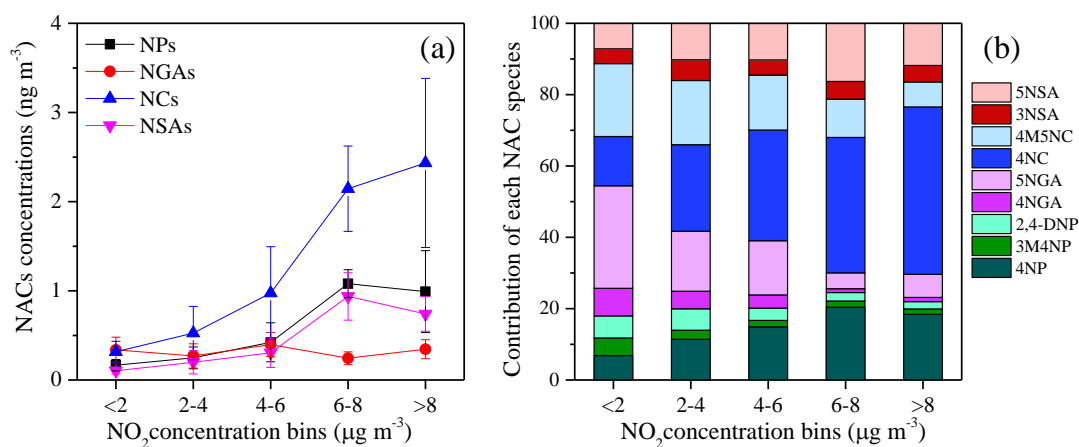 (a)
NPs
NGAs
NCs
NSAs
NACs concentrations (ng m⁻³)
4
3
2
1
0
<2
2-4
4-6
6-8
>8
NO₂concentration bins (μg m⁻³)
(b)
Contribution of each NAC species
100
80
60
40
20
0
<2
2-4
4-6
6-8
>8
NO₂concentration bins (μg m⁻³)
5NSA
3NSA
4M5NC
4NC
5NGA
4NGA
2,4-DNP
3M4NP
4NP